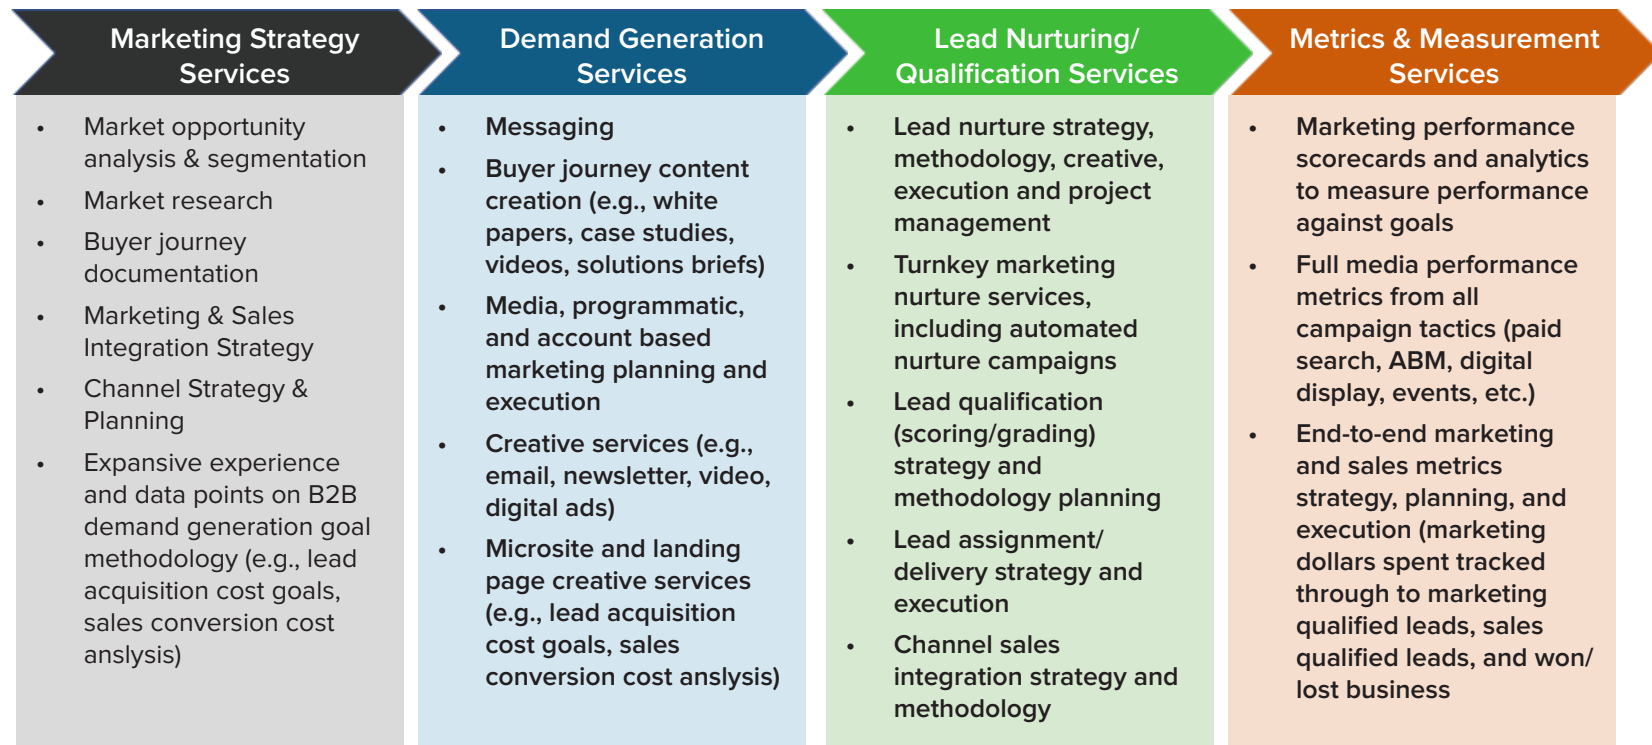 Marketing Strategy
Services
• Market opportunity
analysis & segmentation
• Market research
• Buyer journey
documentation
• Marketing & Sales
Integration Strategy
• Channel Strategy &
Planning
• Expansive experience
and data points on B2B
demand generation goal
methodology (e.g., lead
acquisition cost goals,
sales conversion cost
anslysis)
Demand Generation
Services
• Messaging
• Buyer journey content
creation (e.g., white
papers, case studies,
videos, solutions briefs)
• Media, programmatic,
and account based
marketing planning and
execution
• Creative services (e.g.,
email, newsletter, video,
digital ads)
• Microsite and landing
page creative services
(e.g., lead acquisition
cost goals, sales
conversion cost anslysis)
Lead Nurturing/
Qualification Services
• Lead nurture strategy,
methodology, creative,
execution and project
management
• Turnkey marketing
nurture services,
including automated
nurture campaigns
• Lead qualification
(scoring/grading)
strategy and
methodology planning
• Lead assignment/
delivery strategy and
execution
• Channel sales
integration strategy and
methodology
Metrics & Measurement
Services
• Marketing performance
scorecards and analytics
to measure performance
against goals
• Full media performance
metrics from all
campaign tactics (paid
search, ABM, digital
display, events, etc.)
• End-to-end marketing
and sales metrics
strategy, planning, and
execution (marketing
dollars spent tracked
through to marketing
qualified leads, sales
qualified leads, and won/
lost business